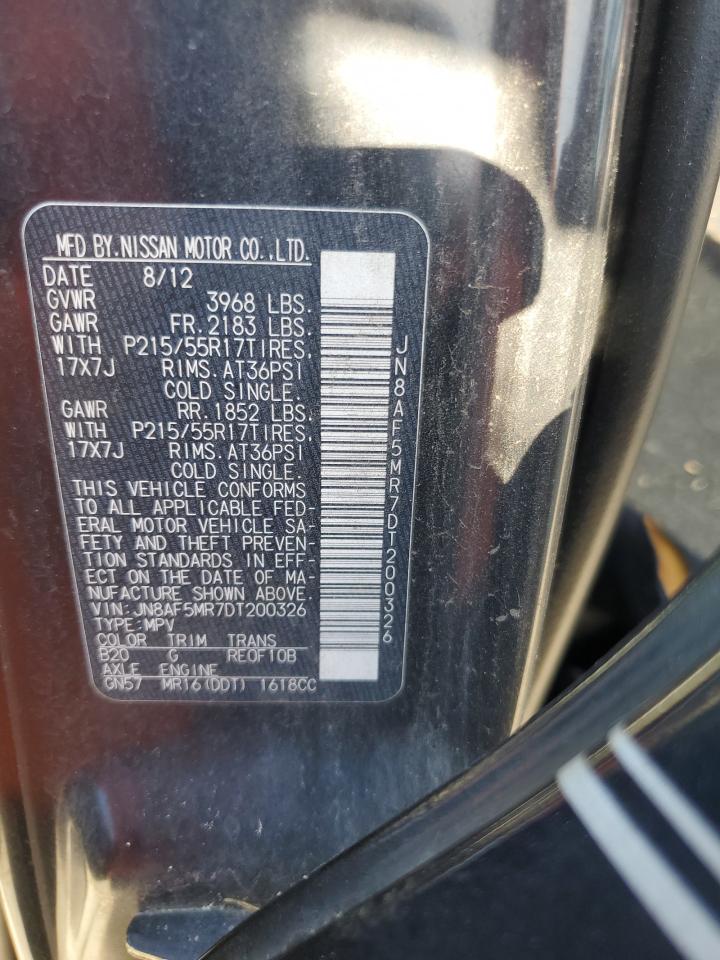 MFD BY.NISSAN MOTOR CO.,LTD.
DATE 8/12
GVWR 3968 LBS.
GAWR FR.2183 LBS.
WITH P215/55R17TIRES,
17X7J RIMS.AT36PSI
COLD SINGLE.
GAWR RR.1852 LBS.
WITH P215/55R17TIRES,
17X7J RIMS.AT36PSI
COLD SINGLE.
THIS VEHICLE CONFORMS
TO ALL APPLICABLE FED-
ERAL MOTOR VEHICLE SA-
FETY AND THEFT PREVEN-
TION STANDARDS IN EFF-
ECT ON THE DATE OF MA-
NUFACTURE SHOWN ABOVE.
VIN:JN8AF5MR7DT200326
TYPE:MPV
COLOR TRIM TRANS
B20 G RE0F10B
AXLE ENGINE
GN57 MR16(DDT) 1618CC
JN8AF5MR7DT200326